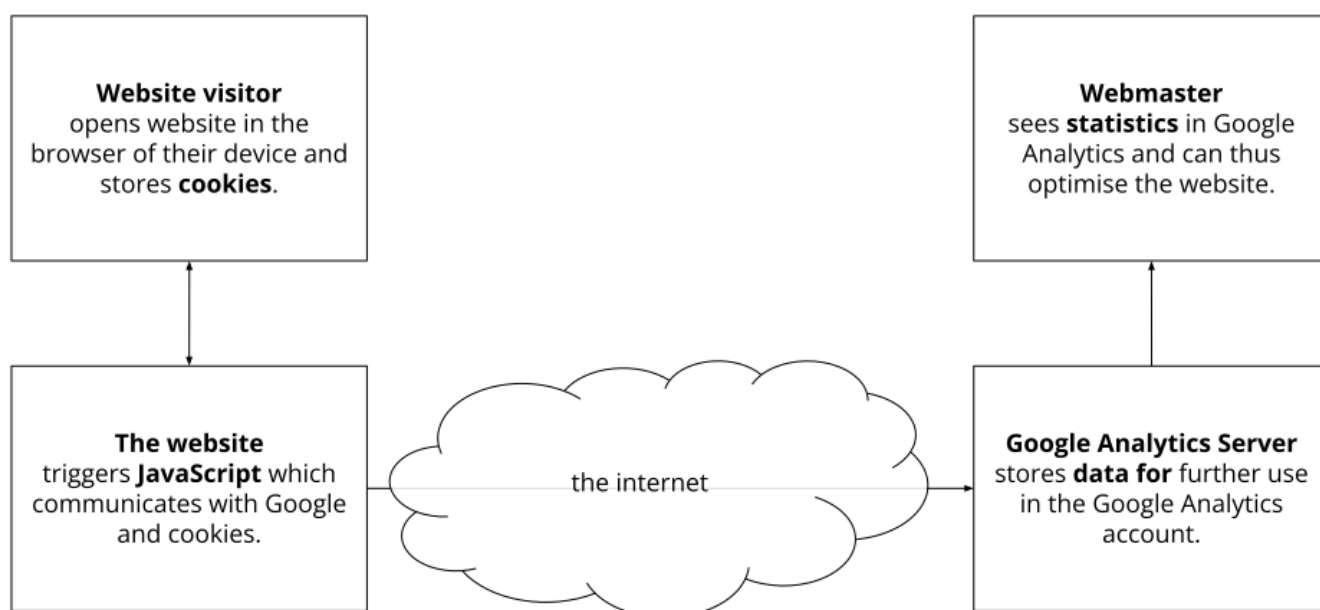 Website visitor
opens website in the
browser of their device and
stores cookies.
Webmaster
sees statistics in Google
Analytics and can thus
optimise the website.
The website
triggers JavaScript which
communicates with Google
and cookies.
the internet
Google Analytics Server
stores data for further use
in the Google Analytics
account.